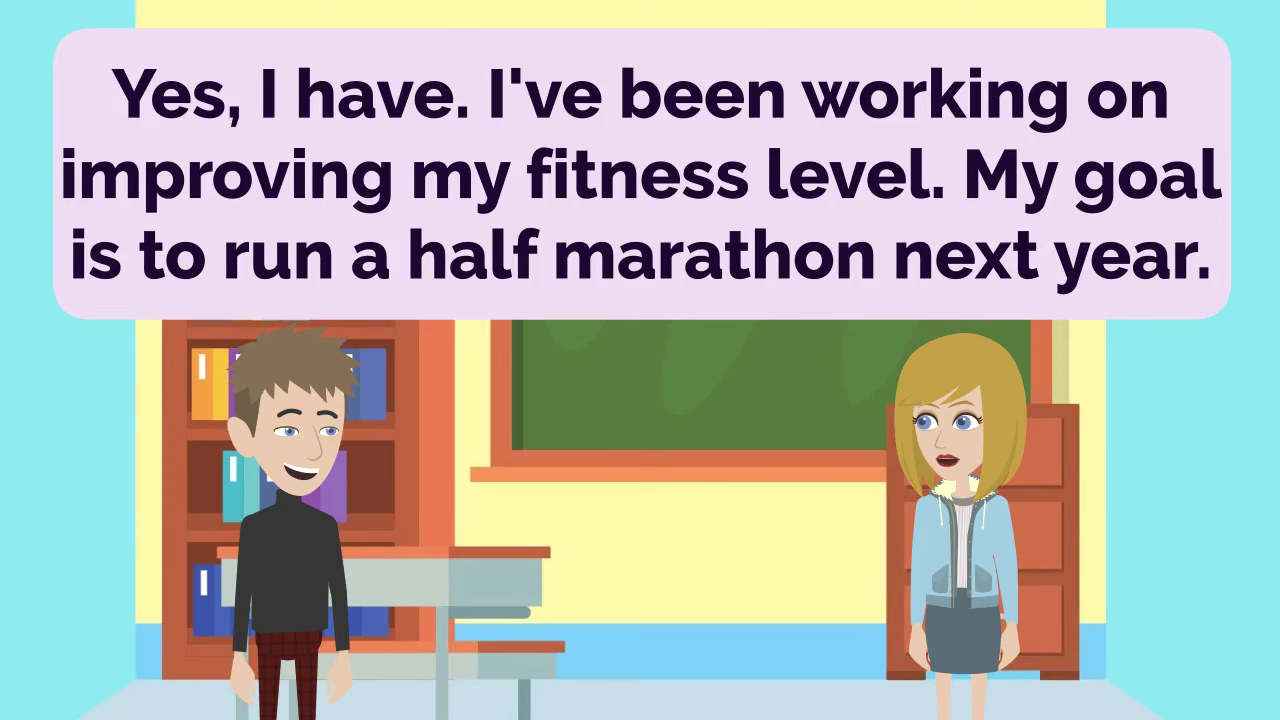 Yes, I have. I've been working on
improving my fitness level. My goal
is to run a half marathon next year.